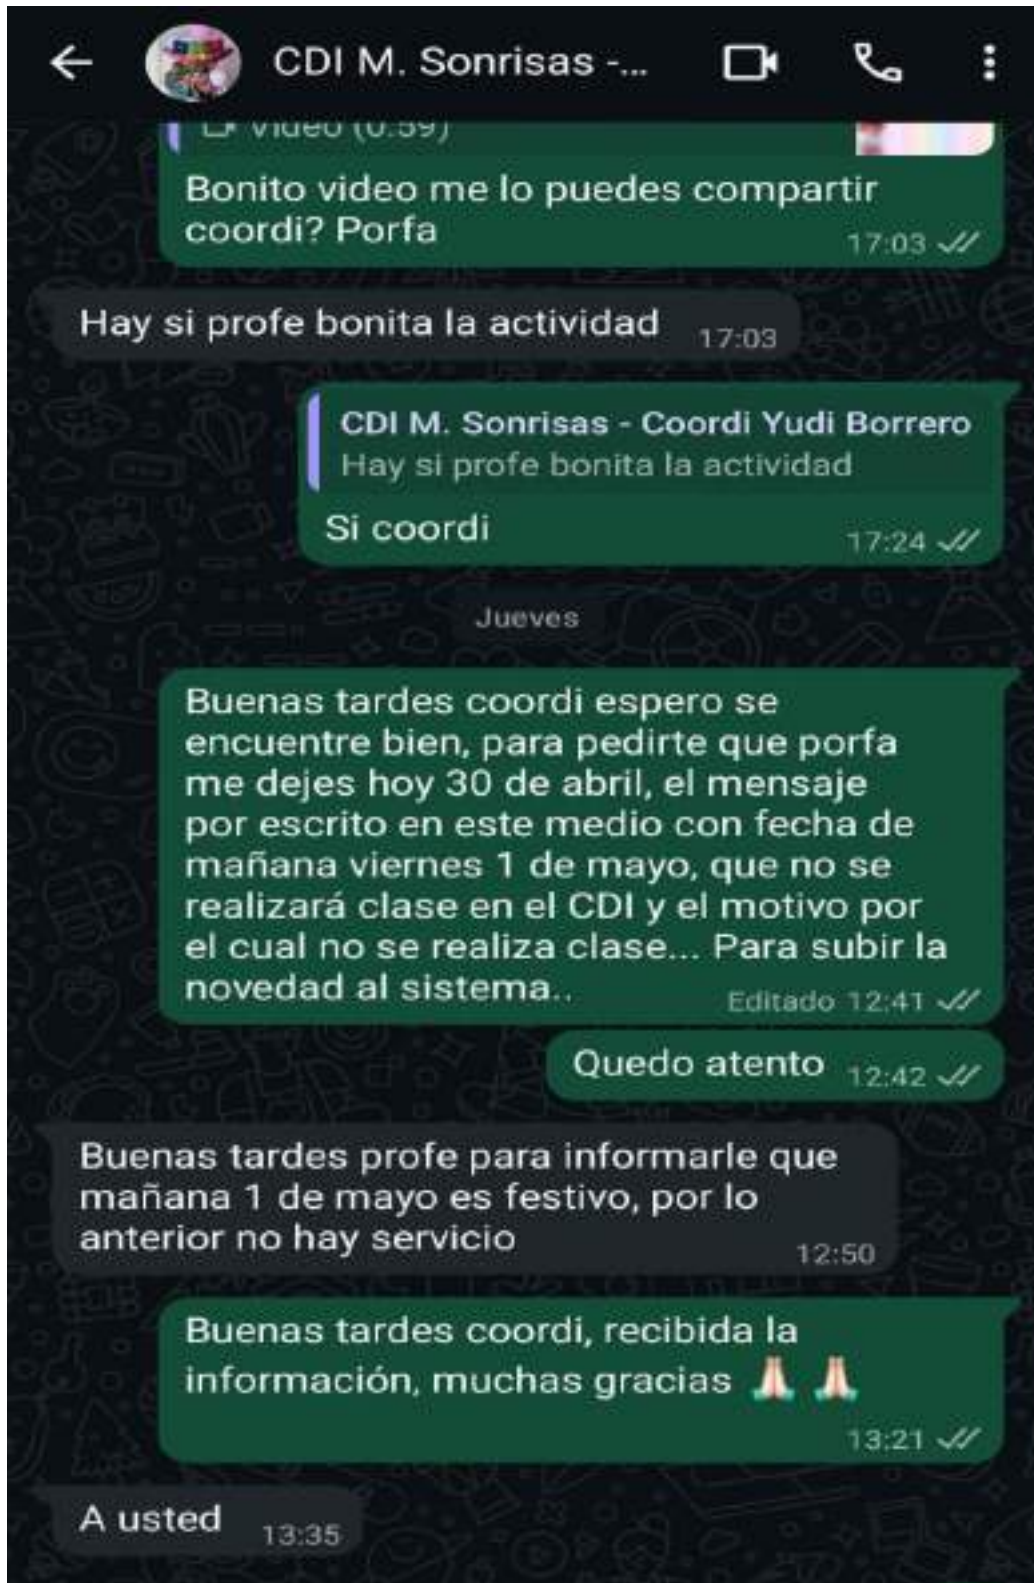 CDI M. Sonrisas -...
Video (0:59)
Bonito video me lo puedes compartir
coordi? Porfa
17:03
Hay si profe bonita la actividad 17:03
CDI M. Sonrisas - Coordi Yudi Borrero
Hay si profe bonita la actividad
Si coordi
17:24
Jueves
Buenas tardes coordi espero se
encuentre bien, para pedirte que porfa
me dejes hoy 30 de abril, el mensaje
por escrito en este medio con fecha de
mañana viernes 1 de mayo, que no se
realizará clase en el CDI y el motivo por
el cual no se realiza clase... Para subir la
novedad al sistema..
Editado 12:41
Quedo atento 12:42
Buenas tardes profe para informarle que
mañana 1 de mayo es festivo, por lo
anterior no hay servicio
12:50
Buenas tardes coordi, recibida la
información, muchas gracias 🙏🏻 🙏🏻
13:21
A usted 13:35